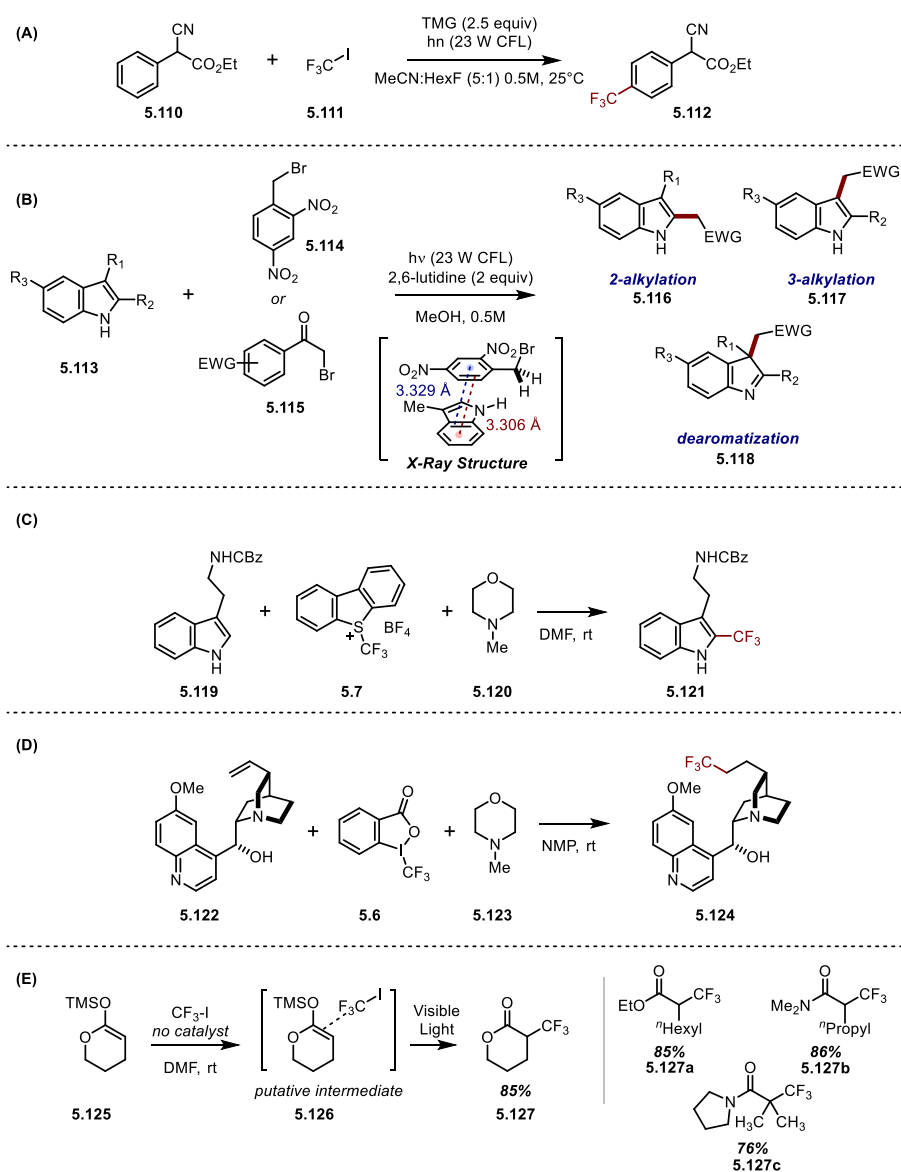 (A)
CN
CO2Et
5.110
+
F3C
I
5.111
TMG (2.5 equiv)
hn (23 W CFL)
MeCN:HexF (5:1) 0.5M, 25°C
CN
CO2Et
F3C
5.112
(B)
Br
NO2
NO2
5.114
or
R3
R1
R2
N
H
5.113
+
O
EWG
Br
5.115
hν (23 W CFL)
2,6-lutidine (2 equiv)
MeOH, 0.5M
NO2
Br
NO2
H
H
3.329 Å
Me
N-H
3.306 Å
X-Ray Structure
R3
R1
N
H
EWG
2-alkylation
5.116
EWG
R3
R2
N
H
3-alkylation
5.117
R3
R1
EWG
R2
N
dearomatization
5.118
(C)
NHCBz
N
H
5.119
+
S
+
CF3
BF4
5.7
+
O
N
Me
5.120
DMF, rt
NHCBz
CF3
N
H
5.121
(D)
OMe
N
OH
N
5.122
+
O
O
I
CF3
5.6
+
O
N
Me
5.123
NMP, rt
F3C
OMe
N
OH
N
5.124
(E)
TMSO
O
5.125
CF3-I
no catalyst
DMF, rt
TMSO
O
F3C
I
putative intermediate
5.126
Visible
Light
O
O
CF3
85%
5.127
O
EtO
CF3
nHexyl
85%
5.127a
O
Me2N
CF3
nPropyl
86%
5.127b
O
N
CF3
H3C
CH3
76%
5.127c